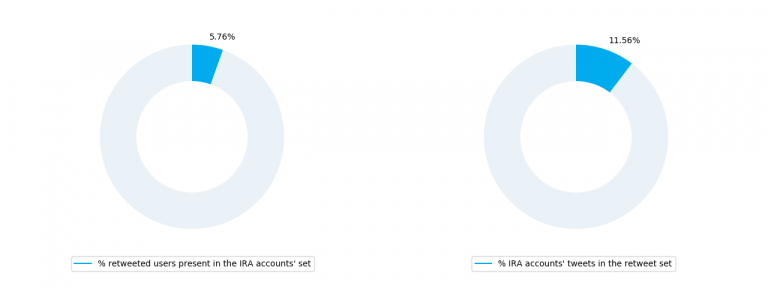 5.76%
11.56%
% retweeted users present in the IRA accounts' set
% IRA accounts' tweets in the retweet set